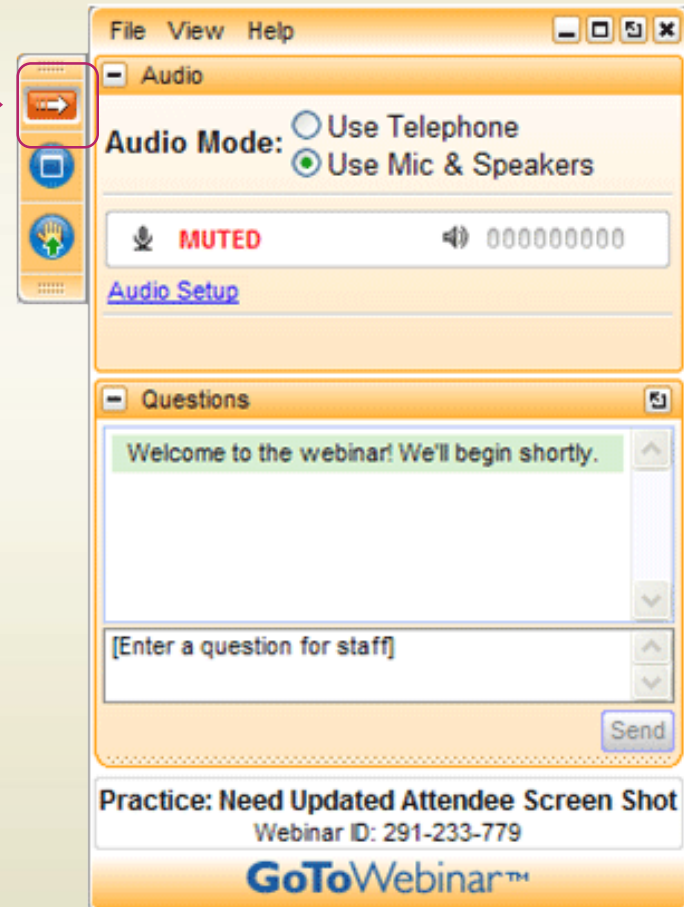 File View Help
Audio
Audio Mode:
Use Telephone
Use Mic & Speakers
MUTED
000000000
Audio Setup
Questions
Welcome to the webinar! We'll begin shortly.
[Enter a question for staff]
Send
Practice: Need Updated Attendee Screen Shot
Webinar ID: 291-233-779
GoToWebinar™